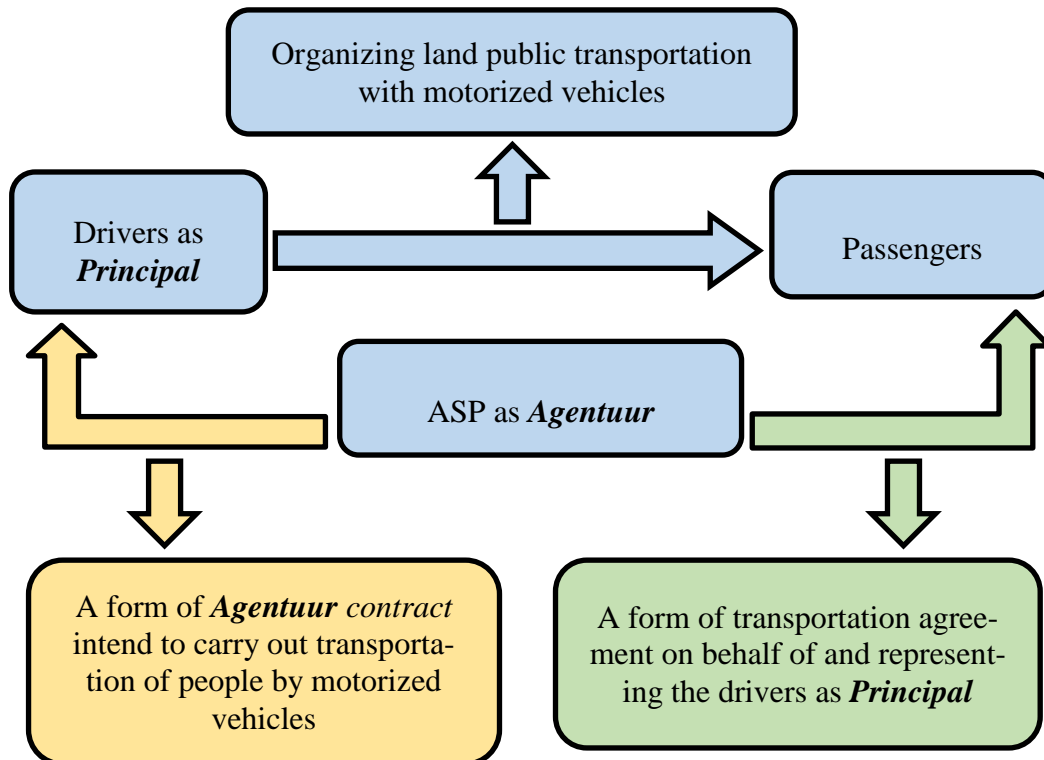 Organizing land public transportation
with motorized vehicles
Drivers as
Principal
Passengers
ASP as Agentuur
A form of Agentuur contract
intend to carry out transporta-
tion of people by motorized
vehicles
A form of transportation agree-
ment on behalf of and represent-
ing the drivers as Principal